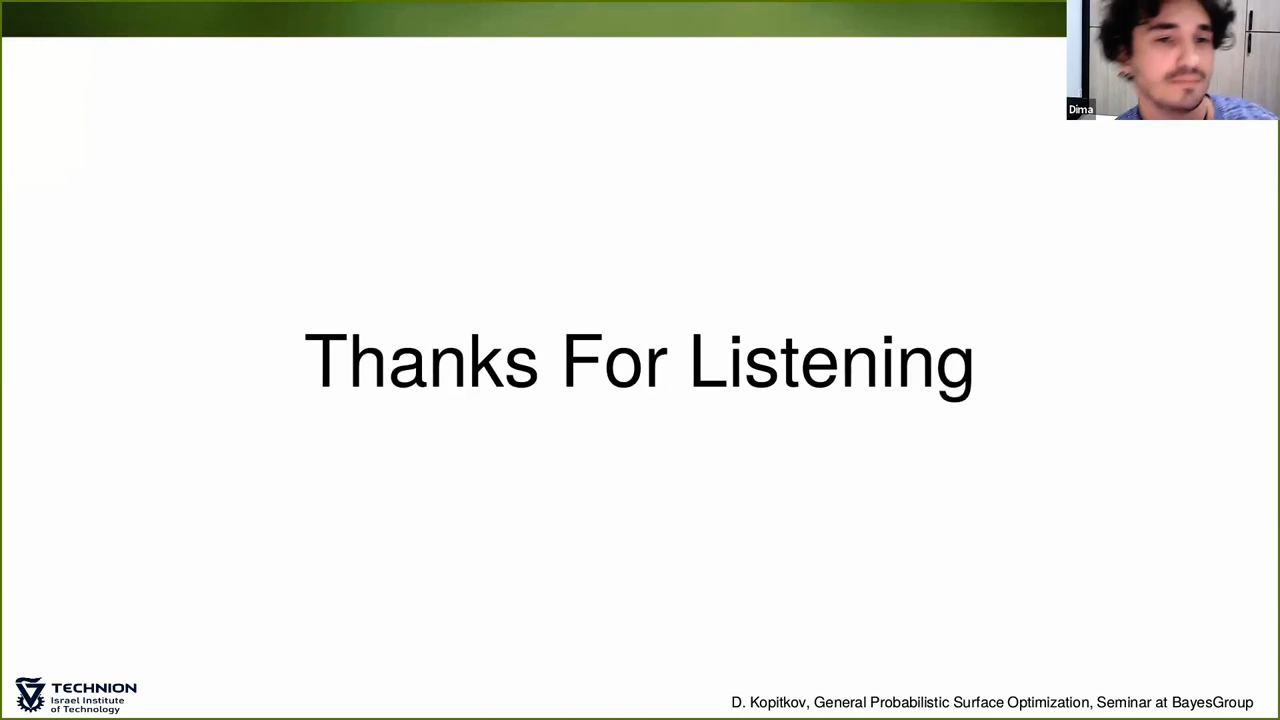 Dima
Thanks For Listening
TECHNION
Israel Institute
of Technology
D. Kopitkov, General Probabilistic Surface Optimization, Seminar at BayesGroup